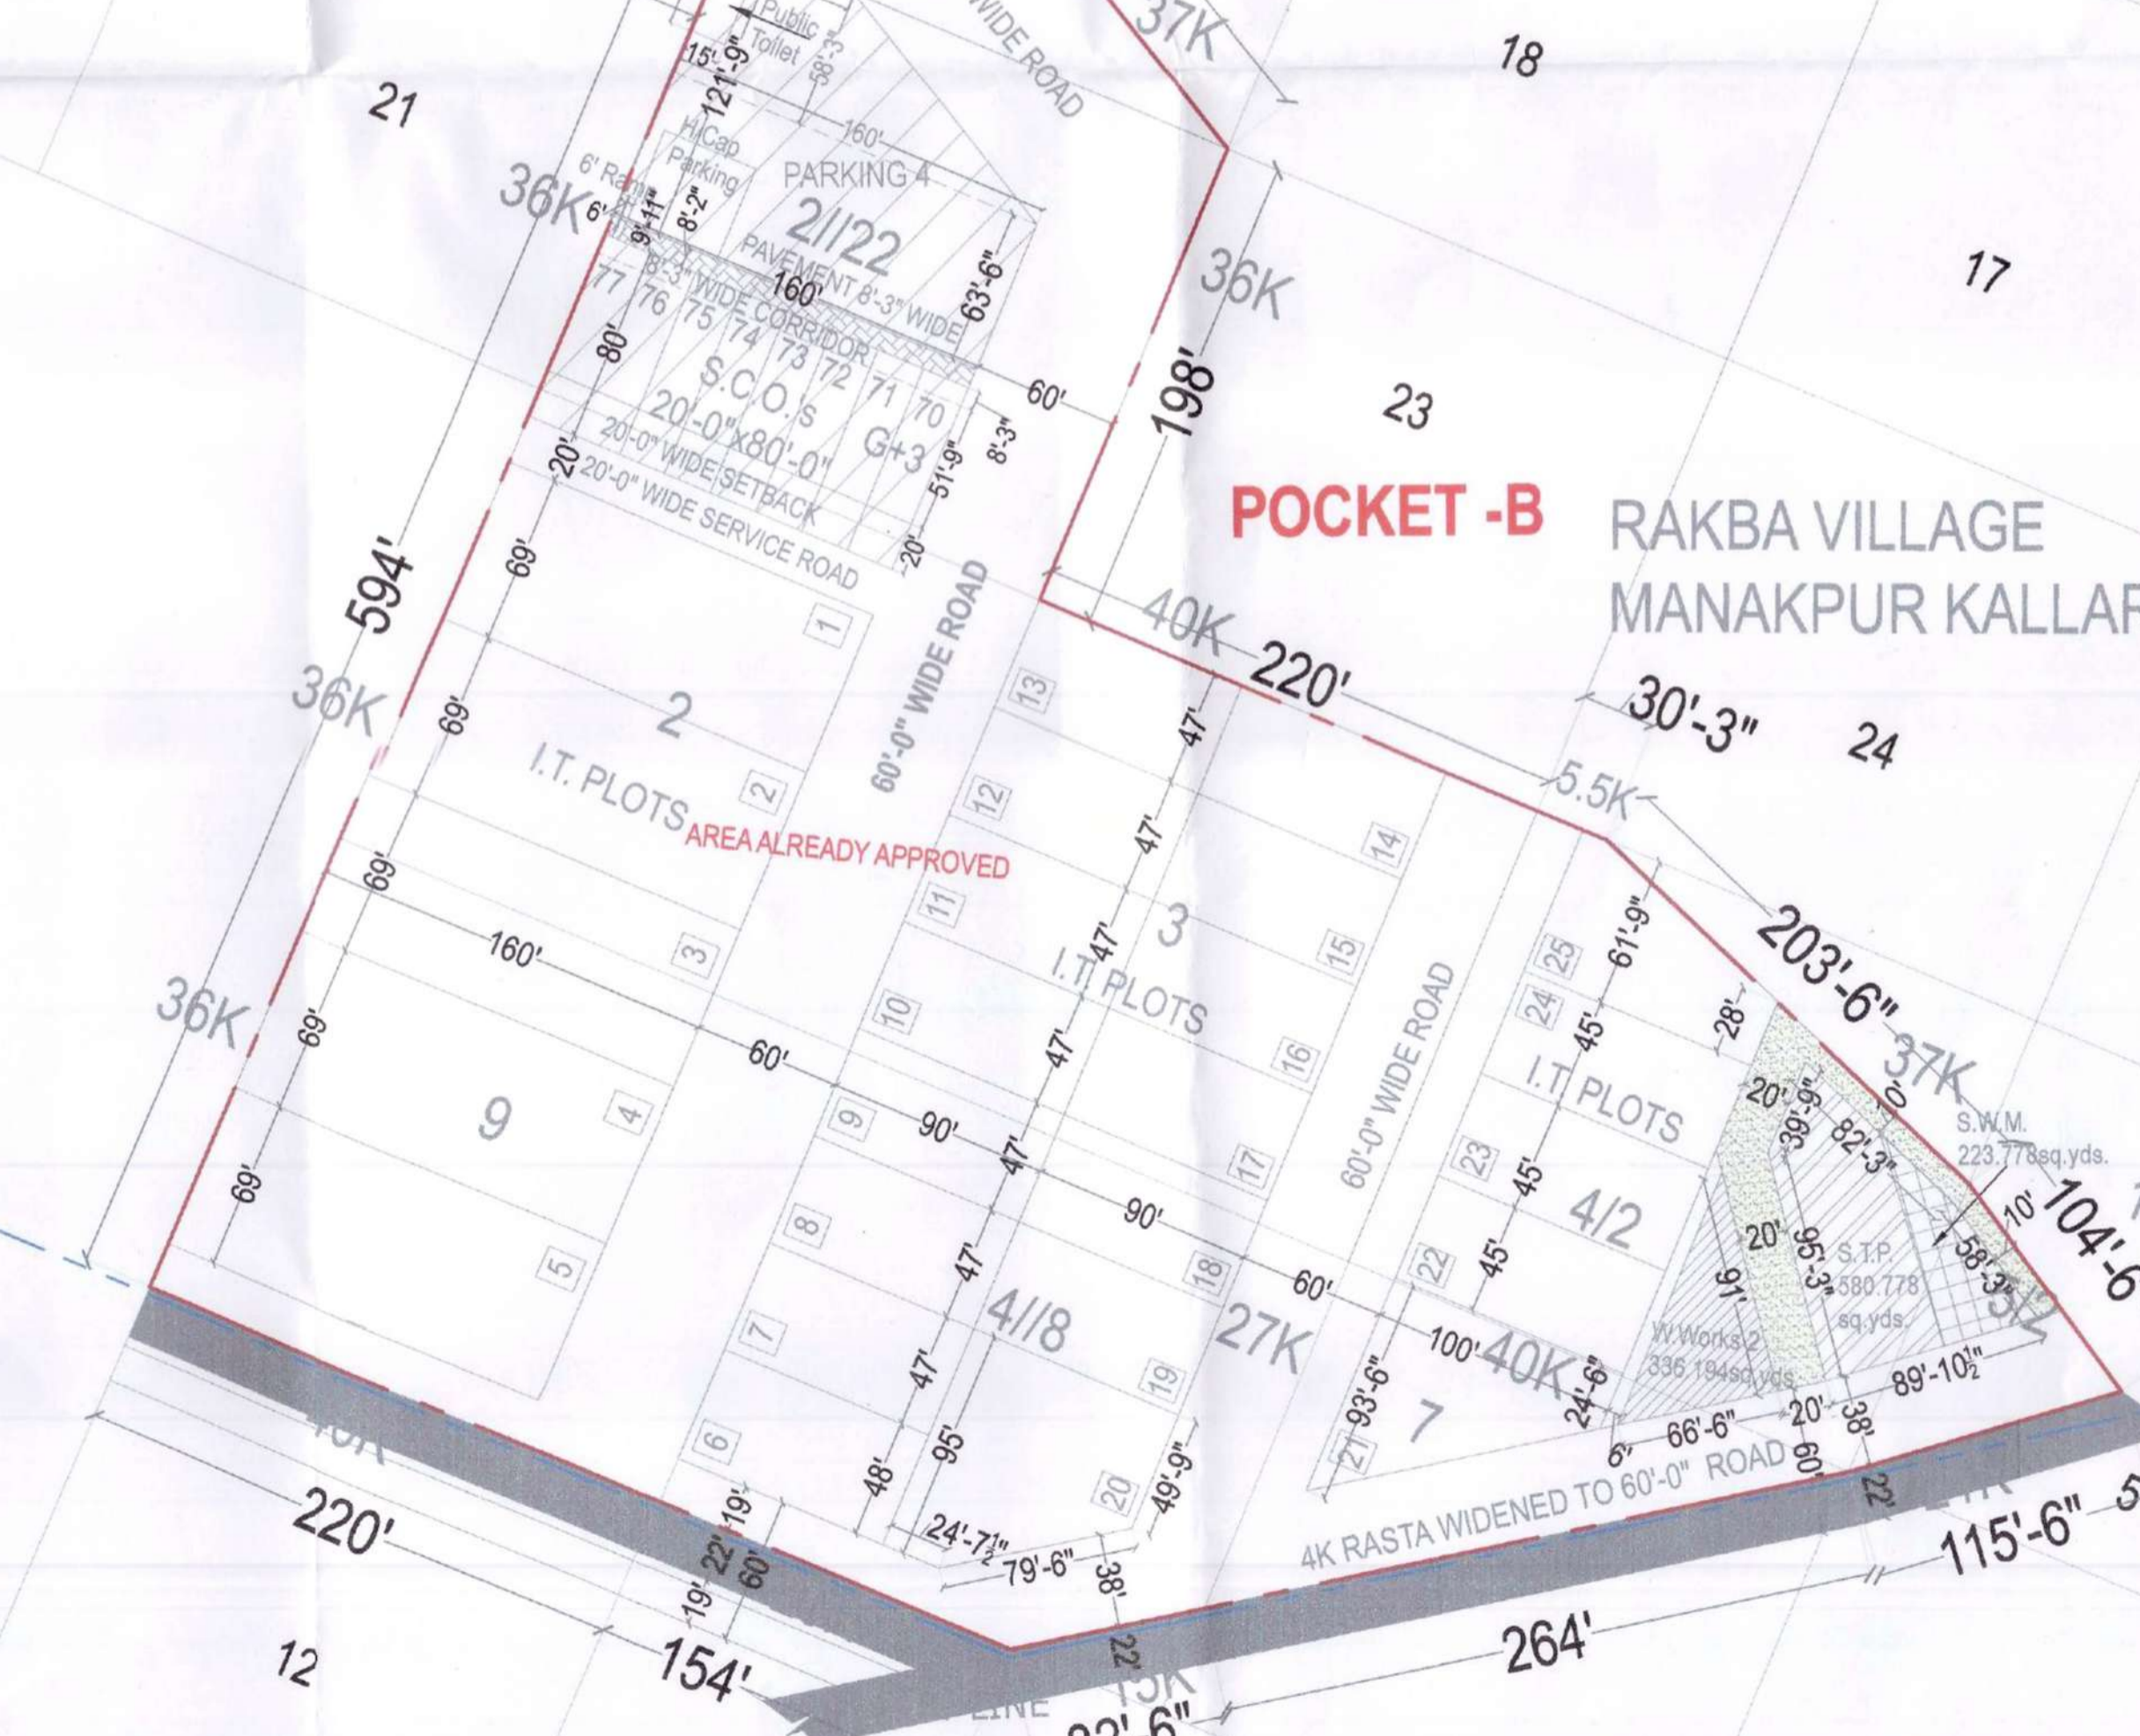 37K
18
Public
Toilet
15'
121'-9"
58'-3"
WIDE ROAD
21
160'
H/Cap
Parking
PARKING 4
6' Ramp
36K
6'
9'-11"
8'-2"
2//22
PAVEMENT 8'-3" WIDE
63'-6"
36K
17
8'-3" WIDE CORRIDOR
160'
77 76 75 74 73 72 71 70
80'
S.C.O.'s
20'-0"x80'-0"
G+3
60'
198'
23
20'-0" WIDE SETBACK
20'-0" WIDE SERVICE ROAD
20'
51'-9"
8'-3"
20'
POCKET -B
RAKBA VILLAGE
MANAKPUR KALLAR
594'
69'
60'-0" WIDE ROAD
1
40K
220'
30'-3"
24
36K
69'
2
I.T. PLOTS
2
13
47'
5.5K
AREA ALREADY APPROVED
12
47'
14
69'
11
3
I.T. PLOTS
47'
15
25
61'-9"
203'-6"
160'
3
36K
69'
10
47'
16
60'-0" WIDE ROAD
24
45'
28'
37K
60'
90'
9
4
9
47'
17
I.T. PLOTS
23
45'
4/2
20'
39'-9"
82'-3"
S.W.M.
223.778sq.yds.
10'
104'-6
69'
5
8
47'
90'
18
60'
22
45'
91'
20'
95'-3"
S.T.P.
580.778
sq.yds.
58'-3"
5/2
4//8
27K
7
47'
19
100'
40K
93'-6"
7
21
24'-6"
W.Works-2
336.194sq.yds.
89'-10½"
6'
66'-6"
20'
38'
60'
22'
6
48'
95'
20
49'-9"
4K RASTA WIDENED TO 60'-0" ROAD
220'
19'
22'
60'
19'
24'-7½"
79'-6"
38'
22'
115'-6"
264'
12
154'
15K